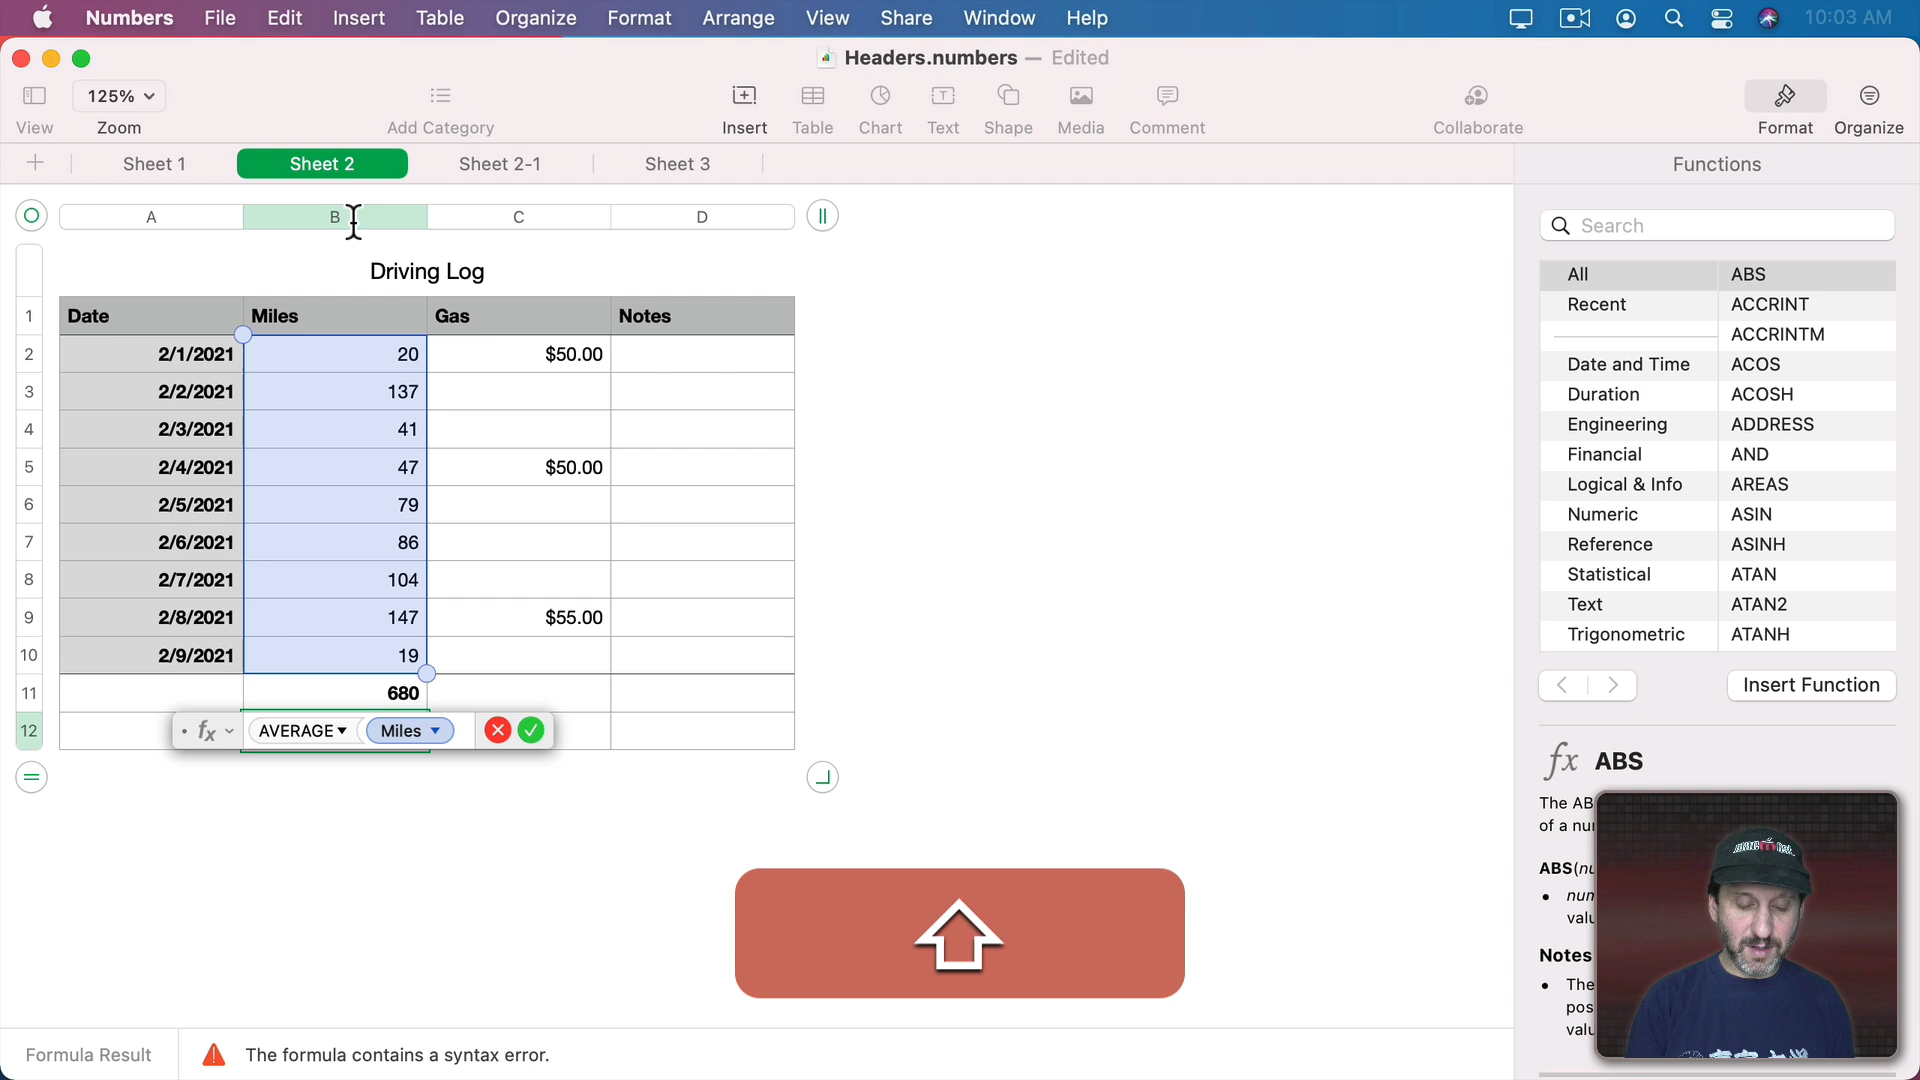 Numbers File Edit Insert Table Organize Format Arrange View Share Window Help 10:03 AM
Headers.numbers — Edited
125%
View Zoom Add Category Insert Table Chart Text Shape Media Comment Collaborate Format Organize
Sheet 1 Sheet 2 Sheet 2-1 Sheet 3 Functions
A B C D
Search
Driving Log
1 Date Miles Gas Notes
2 2/1/2021 20 $50.00
3 2/2/2021 137
4 2/3/2021 41
5 2/4/2021 47 $50.00
6 2/5/2021 79
7 2/6/2021 86
8 2/7/2021 104
9 2/8/2021 147 $55.00
10 2/9/2021 19
11 680
12 fx AVERAGE Miles
All ABS
Recent ACCRINT
ACCRINTM
Date and Time ACOS
Duration ACOSH
Engineering ADDRESS
Financial AND
Logical & Info AREAS
Numeric ASIN
Reference ASINH
Statistical ATAN
Text ATAN2
Trigonometric ATANH
Insert Function
fx ABS
The AB
of a nu
ABS(nu
• num
valu
Notes
• The
pos
valu
Formula Result The formula contains a syntax error.